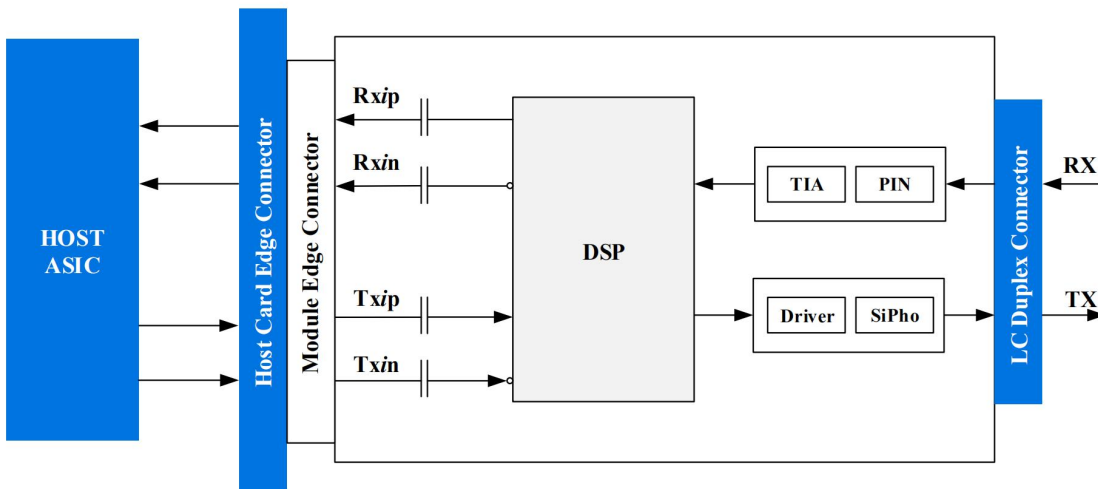 HOST
ASIC
Host Card Edge Connector
Module Edge Connector
Rxip
Rxin
Txip
Txin
DSP
TIA
PIN
Driver
SiPho
LC Duplex Connector
RX
TX